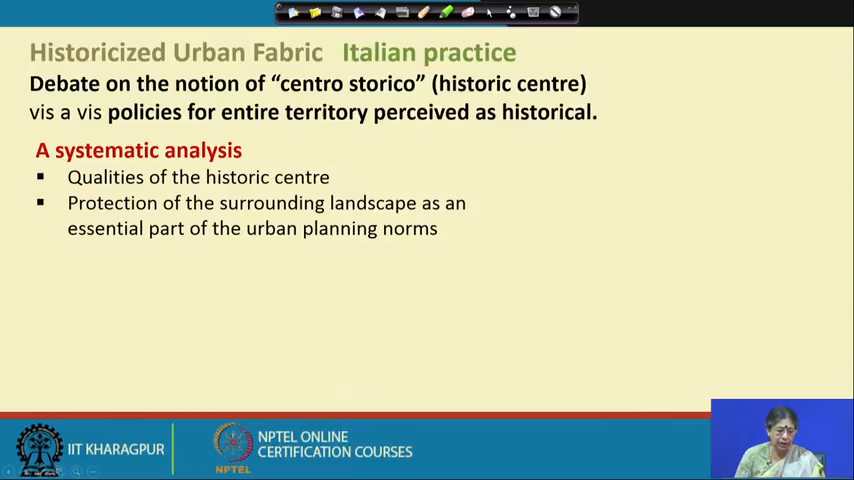 Historicized Urban Fabric Italian practice
Debate on the notion of “centro storico” (historic centre)
vis a vis policies for entire territory perceived as historical.
A systematic analysis
▪ Qualities of the historic centre
▪ Protection of the surrounding landscape as an
essential part of the urban planning norms
IIT KHARAGPUR
NPTEL
NPTEL ONLINE
CERTIFICATION COURSES